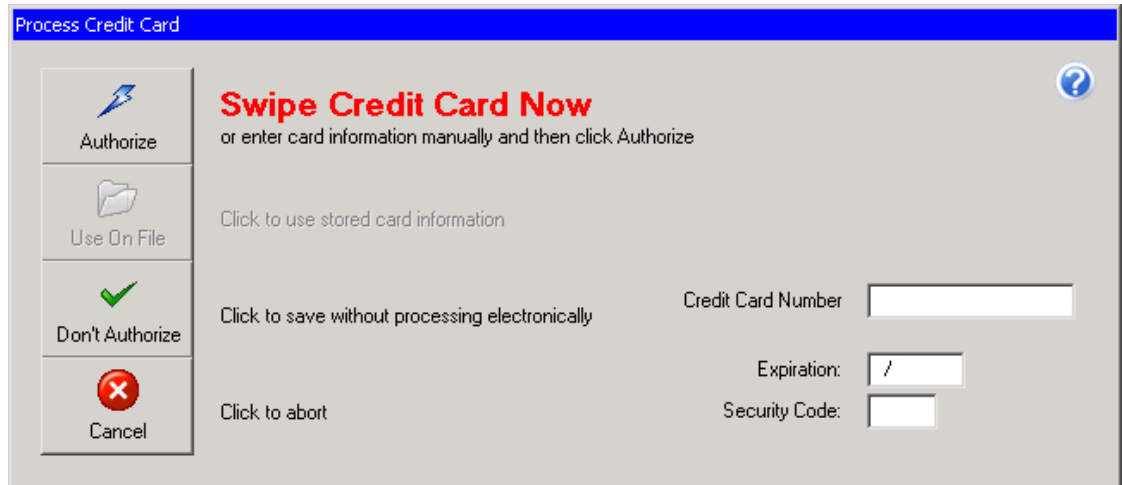 Process Credit Card
Authorize
Swipe Credit Card Now
or enter card information manually and then click Authorize
?
Use On File
Click to use stored card information
Don't Authorize
Click to save without processing electronically
Credit Card Number
Expiration: /
Security Code:
Cancel
Click to abort